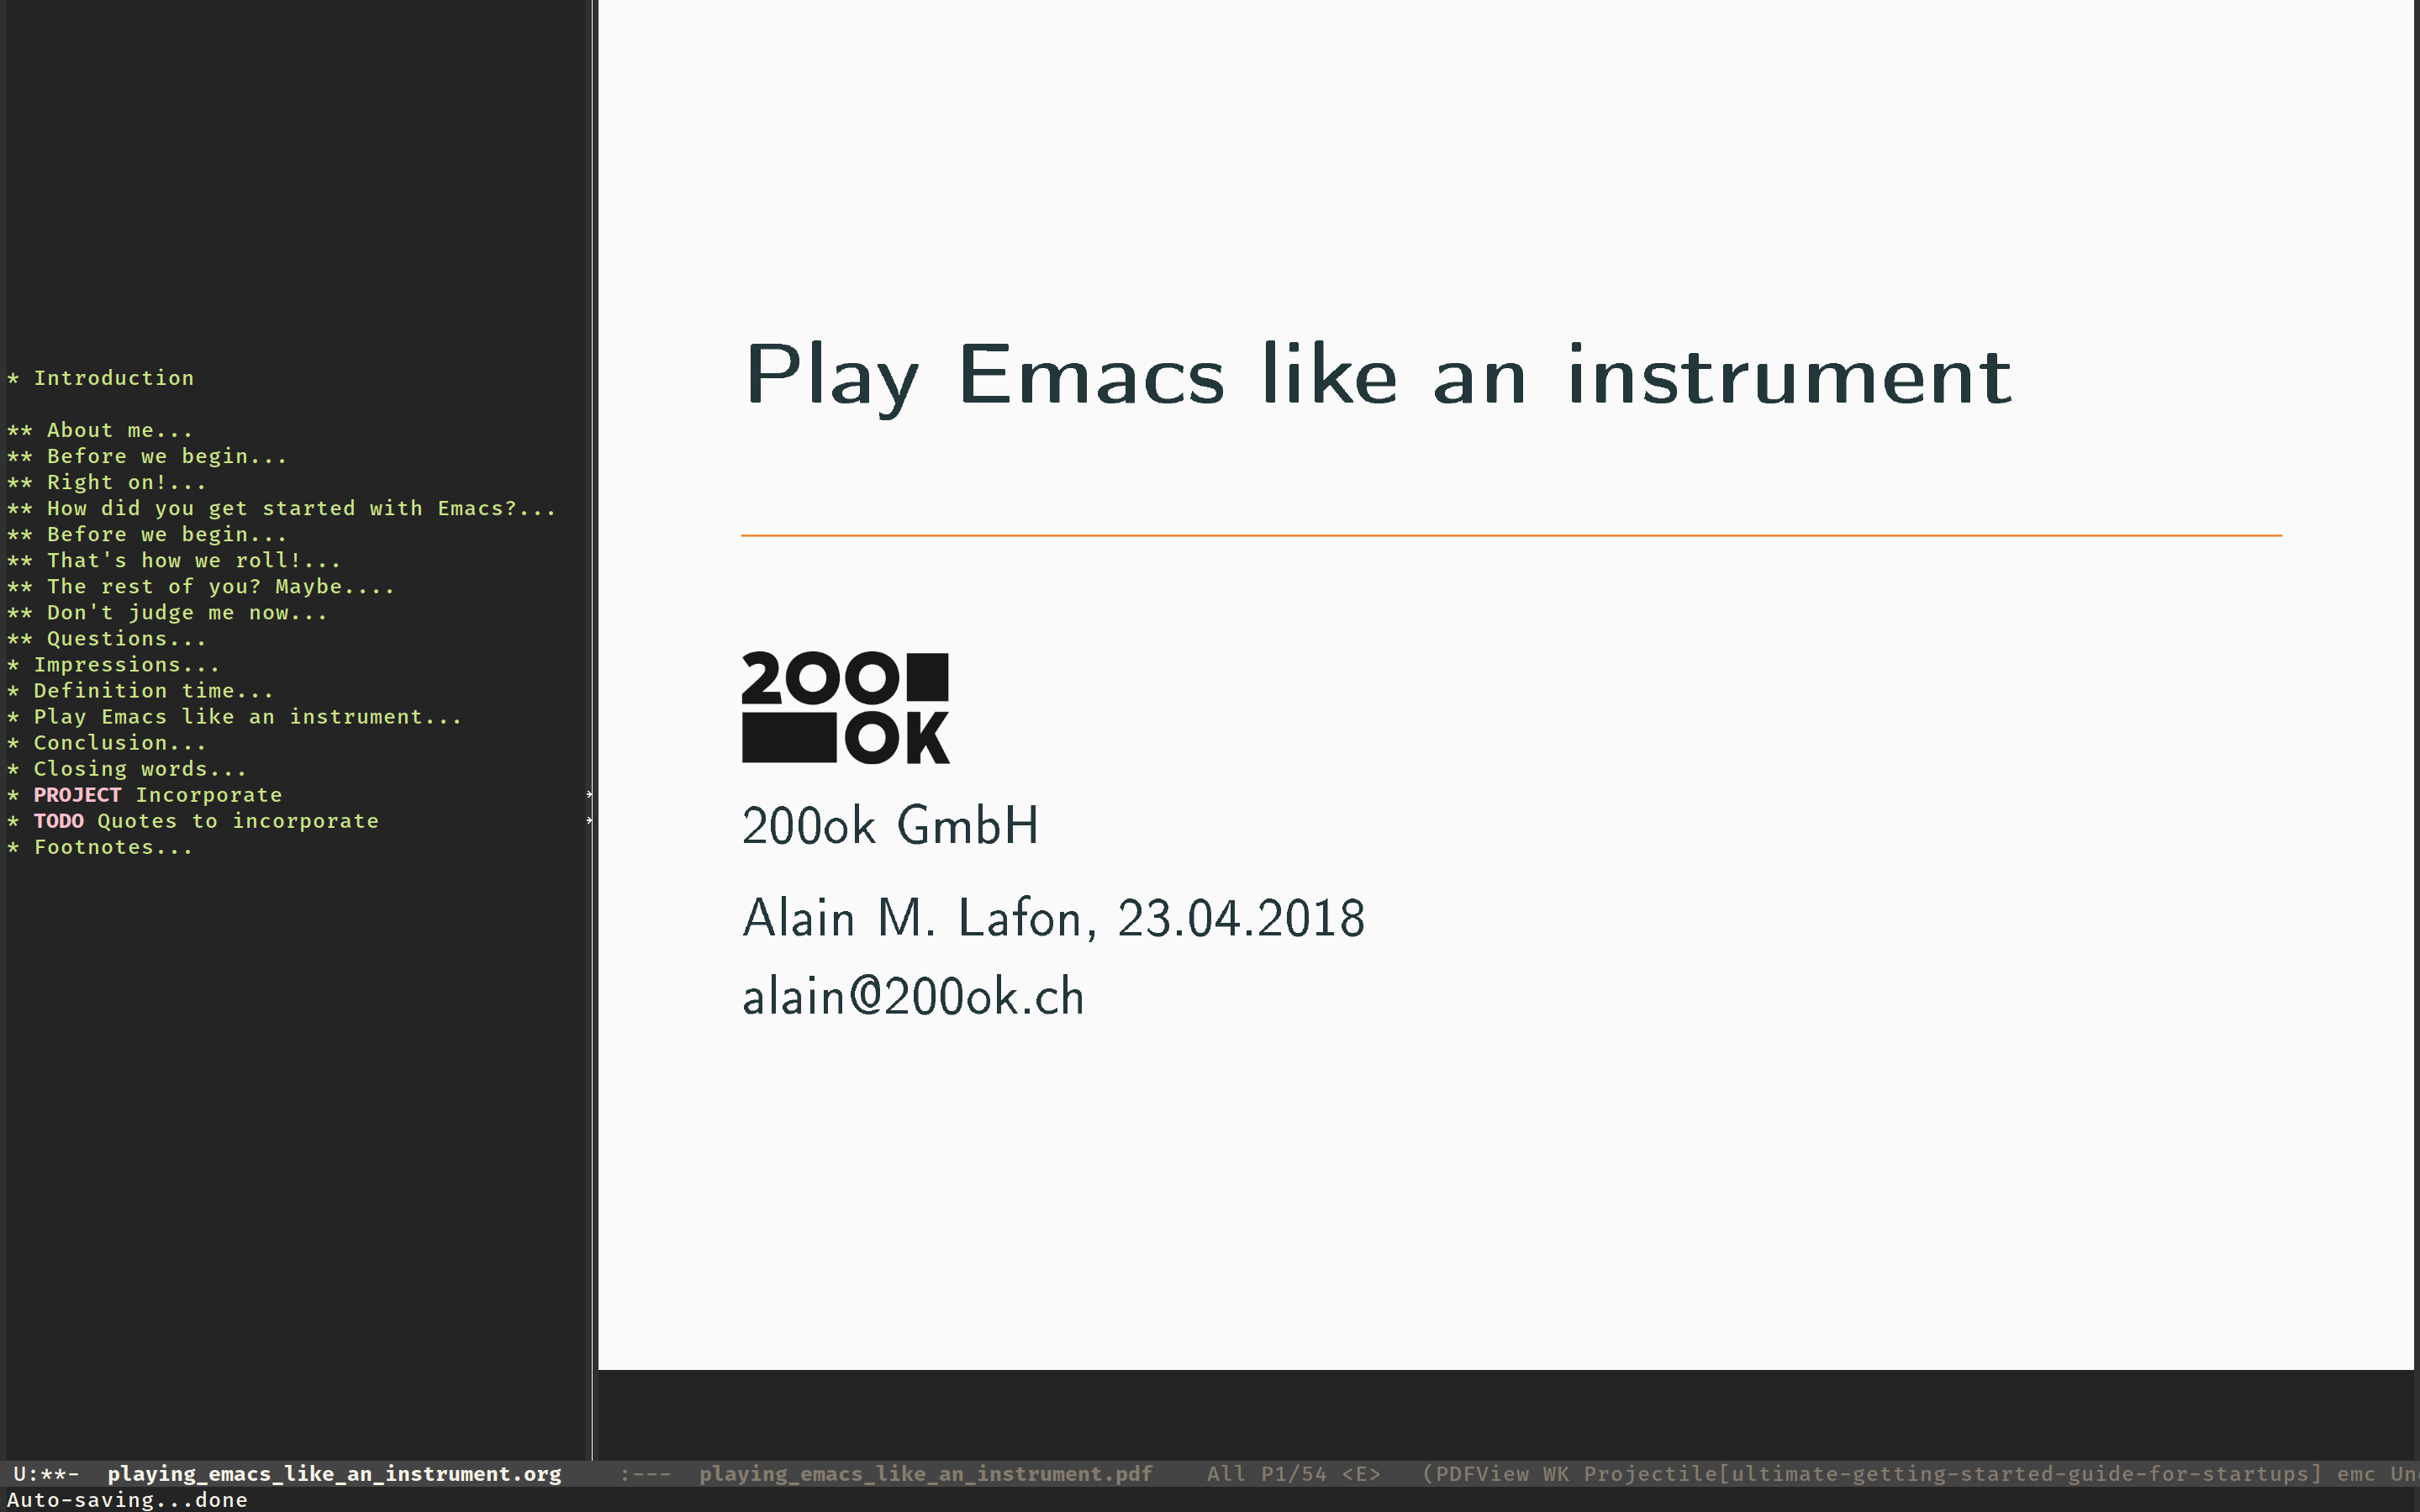 * Introduction
** About me...
** Before we begin...
** Right on!...
** How did you get started with Emacs?...
** Before we begin...
** That's how we roll!...
** The rest of you? Maybe....
** Don't judge me now...
** Questions...
* Impressions...
* Definition time...
* Play Emacs like an instrument...
* Conclusion...
* Closing words...
* PROJECT Incorporate
* TODO Quotes to incorporate
* Footnotes...
Play Emacs like an instrument
200
OK
200ok GmbH
Alain M. Lafon, 23.04.2018
alain@200ok.ch
U:**-  playing_emacs_like_an_instrument.org
:---  playing_emacs_like_an_instrument.pdf    All P1/54 <E>   (PDFView WK Projectile[ultimate-getting-started-guide-for-startups] emc Un
Auto-saving...done